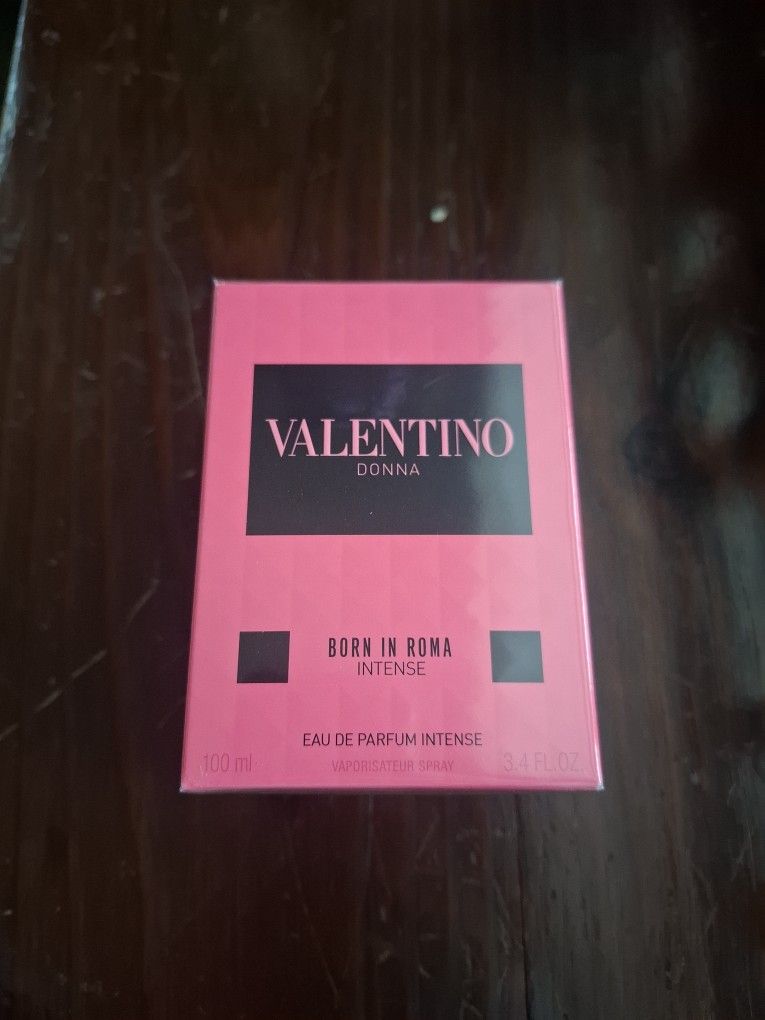 VALENTINO
DONNA
BORN IN ROMA
INTENSE
EAU DE PARFUM INTENSE
100 ml VAPORISATEUR SPRAY 3.4 FL.OZ.